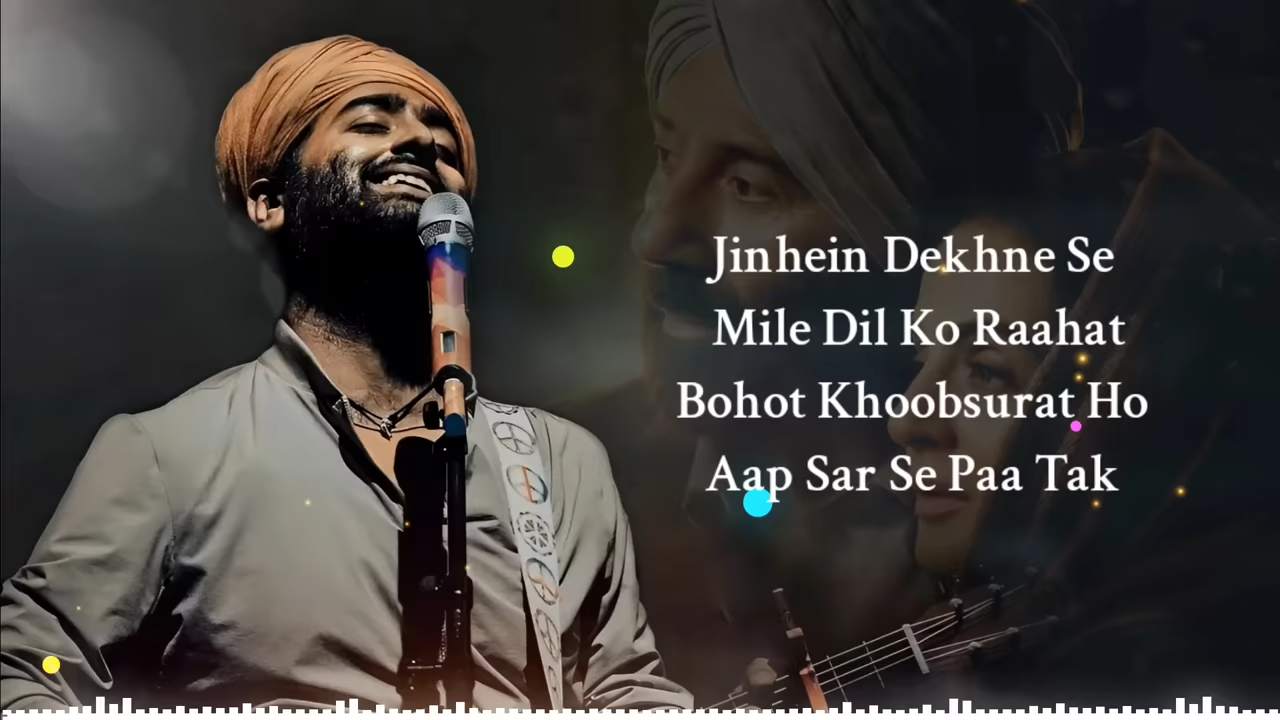 Jinhein Dekhne Se
Mile Dil Ko Raahat
Bohot Khoobsurat Ho
Aap Sar Se Paa Tak